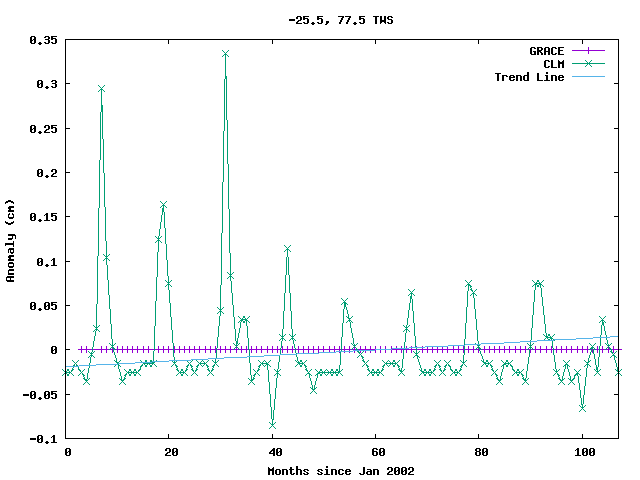 -25.5, 77.5 TWS
GRACE
CLM
Trend Line
0.35
0.3
0.25
0.2
0.15
0.1
0.05
0
-0.05
-0.1
Anomaly (cm)
0 20 40 60 80 100
Months since Jan 2002